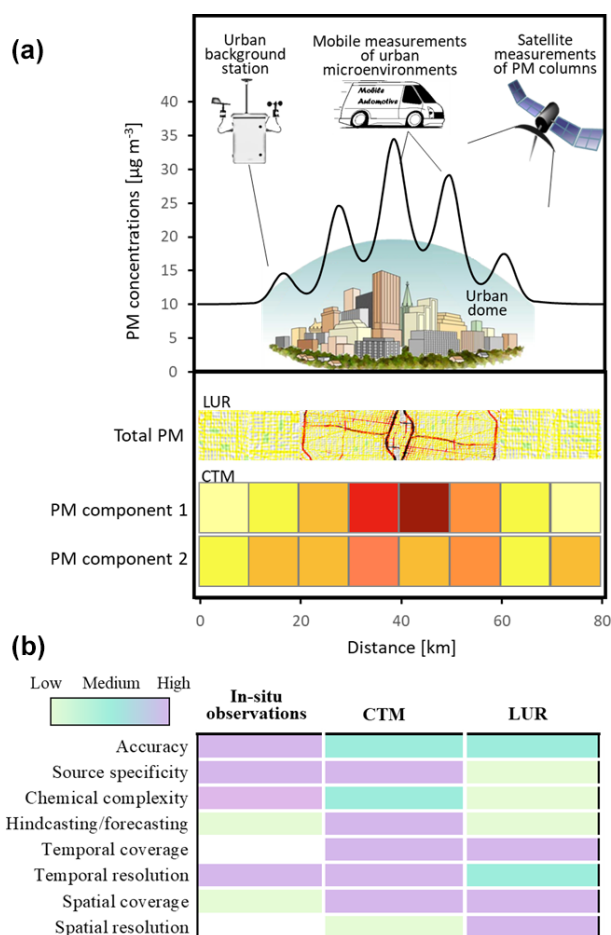 (a)
Urban
background
station
Mobile measurements
of urban
microenvironments
Satellite
measurements
of PM columns
Mobile
Automotive
PM concentrations [µg m⁻³]
40
35
30
25
20
15
10
5
0
Urban
dome
LUR
Total PM
CTM
PM component 1
PM component 2
0 20 40 60 80
Distance [km]
(b)
Low Medium High
In-situ
observations CTM LUR
Accuracy
Source specificity
Chemical complexity
Hindcasting/forecasting
Temporal coverage
Temporal resolution
Spatial coverage
Spatial resolution